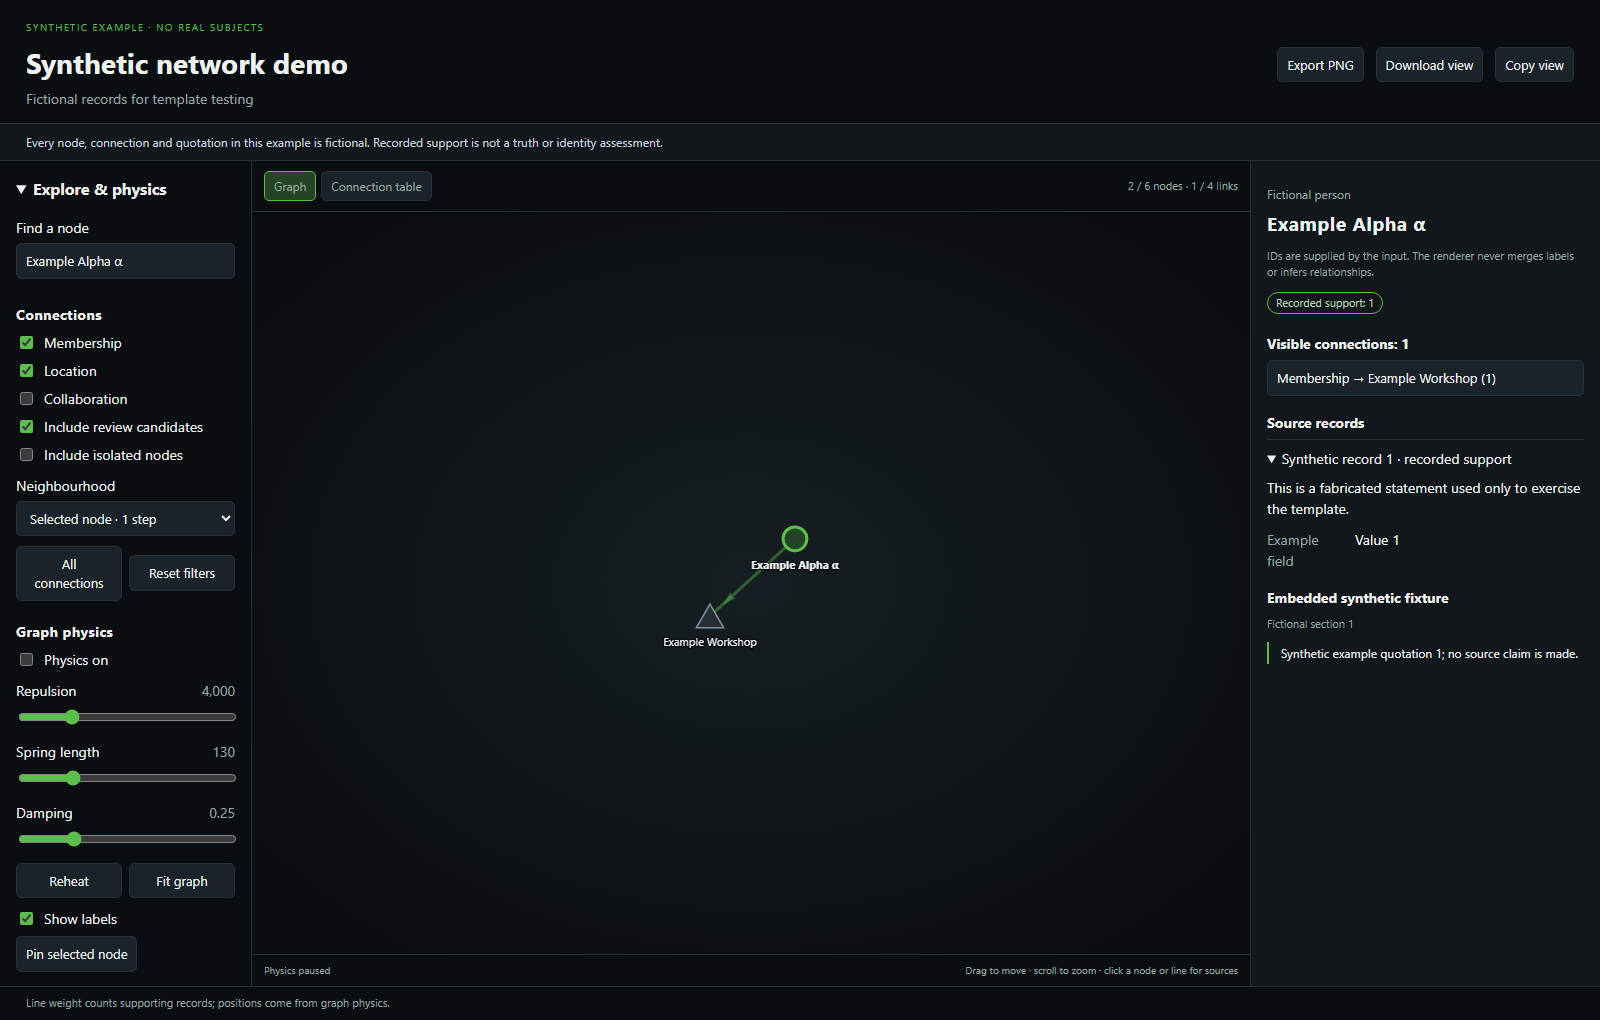 SYNTHETIC EXAMPLE · NO REAL SUBJECTS
Synthetic network demo
Fictional records for template testing
Export PNG
Download view
Copy view
Every node, connection and quotation in this example is fictional. Recorded support is not a truth or identity assessment.
Explore & physics
Find a node
Example Alpha α
Connections
Membership
Location
Collaboration
Include review candidates
Include isolated nodes
Neighbourhood
Selected node · 1 step
All
connections
Reset filters
Graph physics
Physics on
Repulsion 4,000
Spring length 130
Damping 0.25
Reheat
Fit graph
Show labels
Pin selected node
Graph
Connection table
2 / 6 nodes · 1 / 4 links
Example Alpha α
Example Workshop
Physics paused
Drag to move · scroll to zoom · click a node or line for sources
Fictional person
Example Alpha α
IDs are supplied by the input. The renderer never merges labels
or infers relationships.
Recorded support: 1
Visible connections: 1
Membership → Example Workshop (1)
Source records
Synthetic record 1 · recorded support
This is a fabricated statement used only to exercise
the template.
Example Value 1
field
Embedded synthetic fixture
Fictional section 1
Synthetic example quotation 1; no source claim is made.
Line weight counts supporting records; positions come from graph physics.